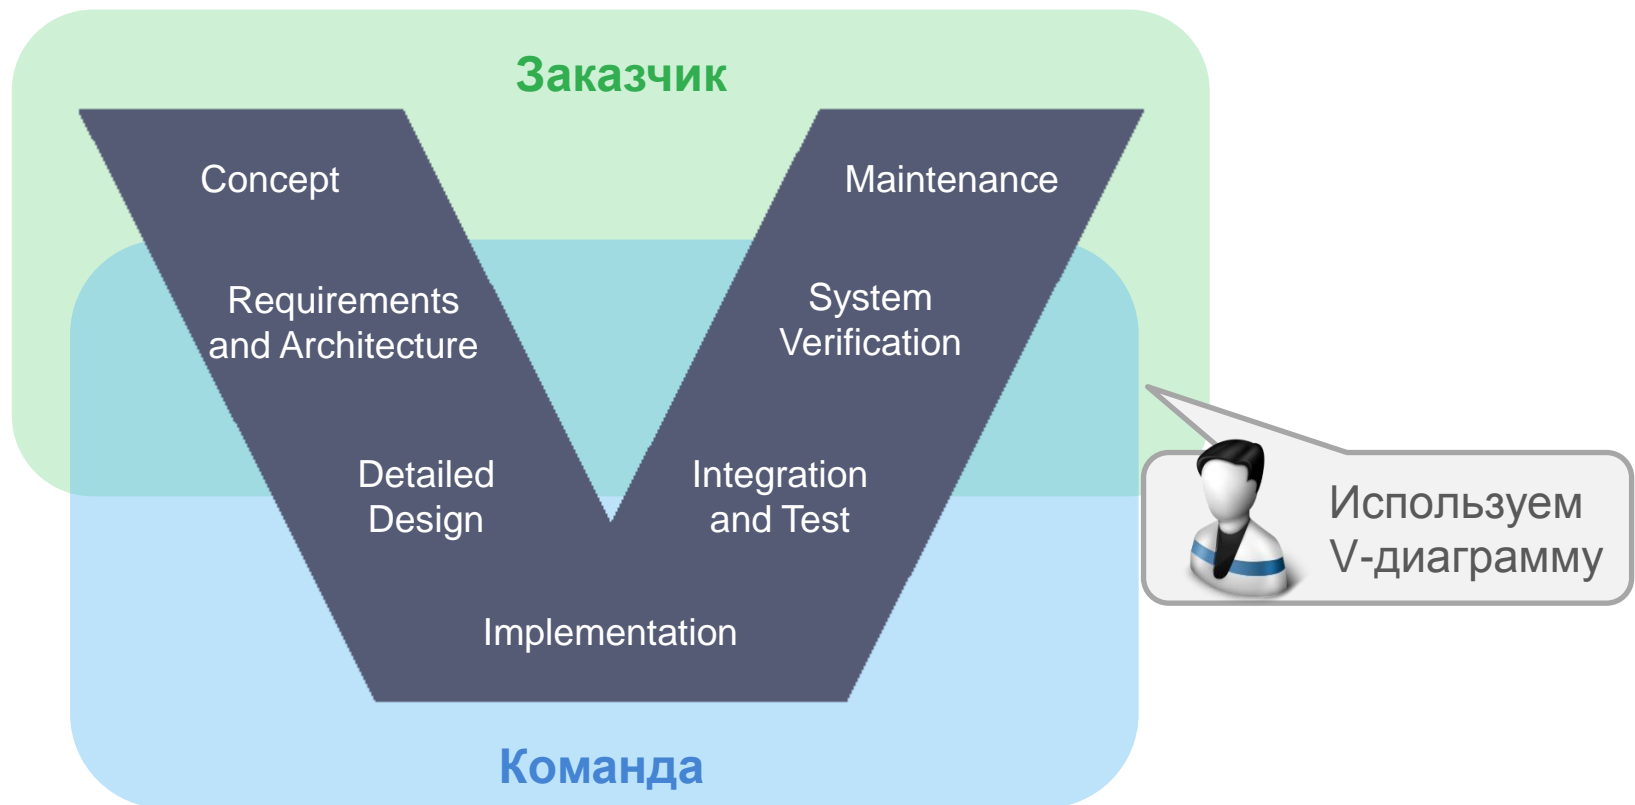 Заказчик
Concept
Maintenance
Requirements
and Architecture
System
Verification
Detailed
Design
Integration
and Test
Используем
V-диаграмму
Implementation
Команда